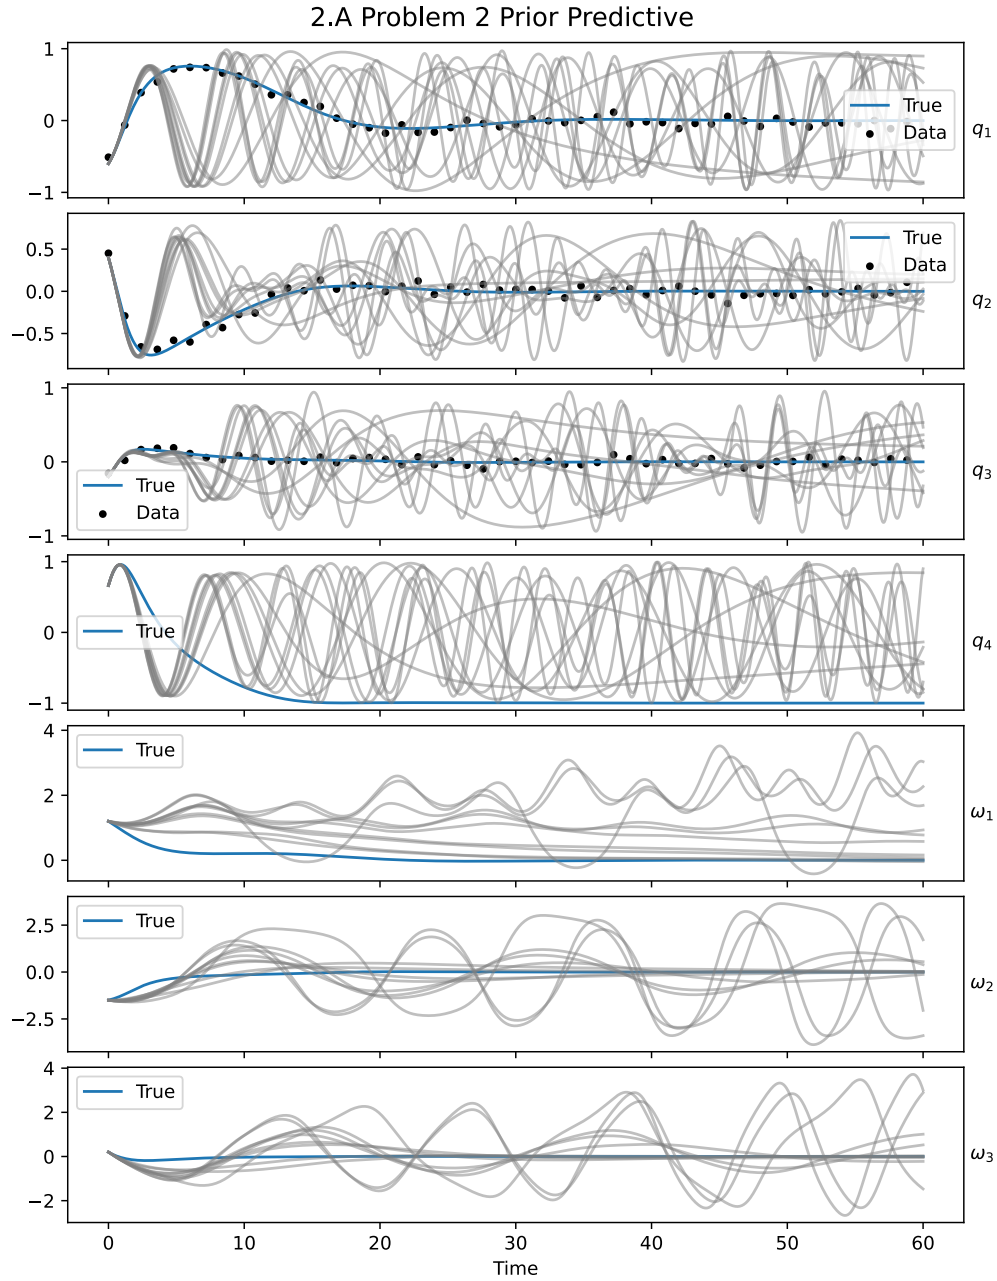 2.A Problem 2 Prior Predictive
1
0
−1
True
Data
q₁
0.5
0.0
−0.5
True
Data
q₂
1
0
−1
True
Data
q₃
1
0
−1
True
q₄
4
2
0
True
ω₁
2.5
0.0
−2.5
True
ω₂
4
2
0
−2
True
ω₃
0 10 20 30 40 50 60
Time